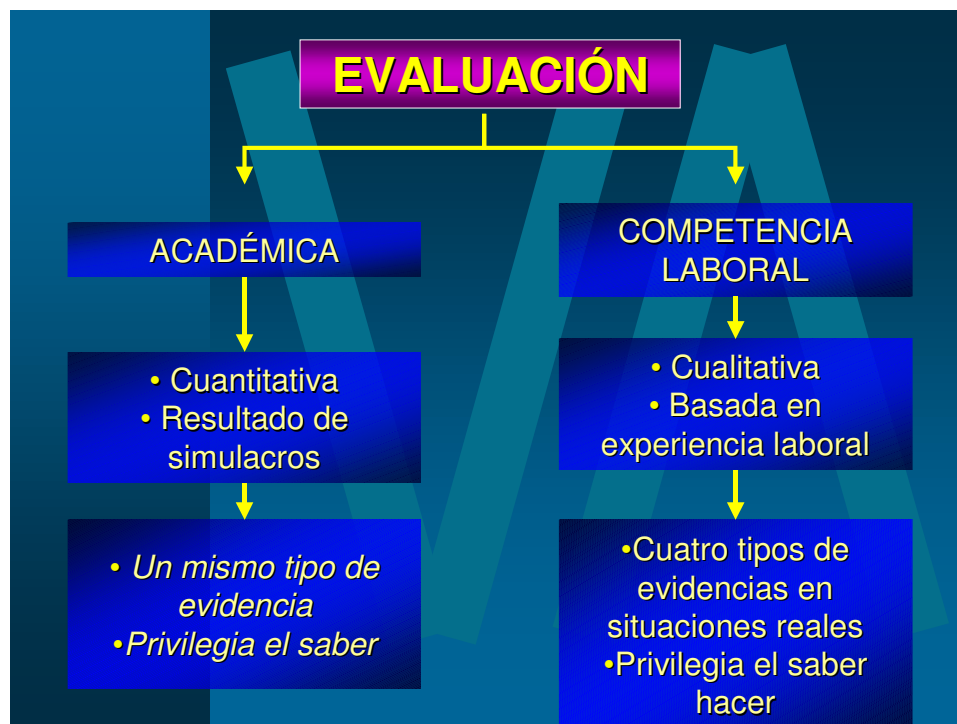 EVALUACIÓN
ACADÉMICA
• Cuantitativa
• Resultado de
simulacros
• Un mismo tipo de
evidencia
•Privilegia el saber
COMPETENCIA
LABORAL
• Cualitativa
• Basada en
experiencia laboral
•Cuatro tipos de
evidencias en
situaciones reales
•Privilegia el saber
hacer